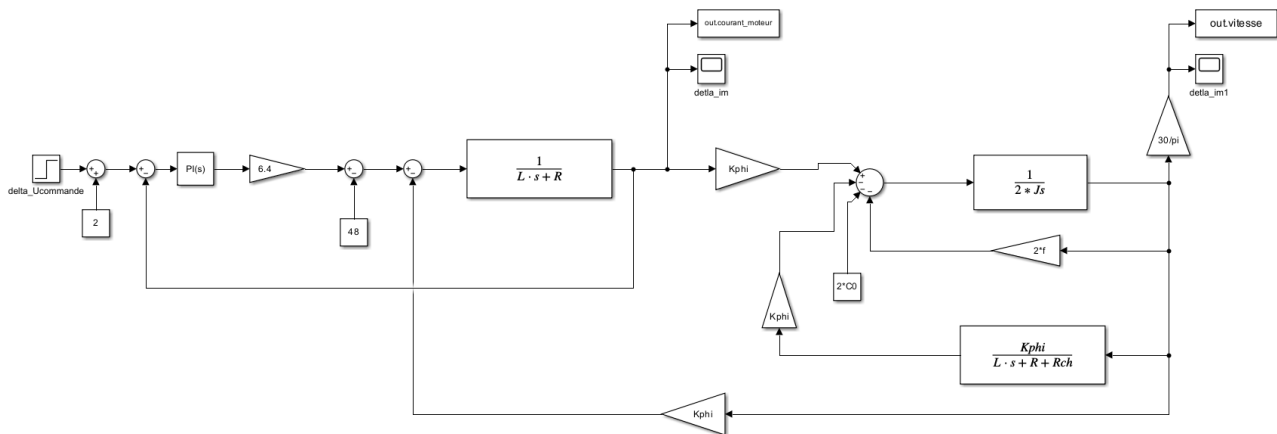 out.courant_moteur
out.vitesse
detla_im
detla_im1
30/pi
delta_Ucommande
+
+
2
+
−
PI(s)
6.4
+
−
48
+
−
1
L · s + R
Kphi
+
−
−
−
1
2 * Js
2*f
2*C0
Kphi
Kphi
L · s + R + Rch
Kphi